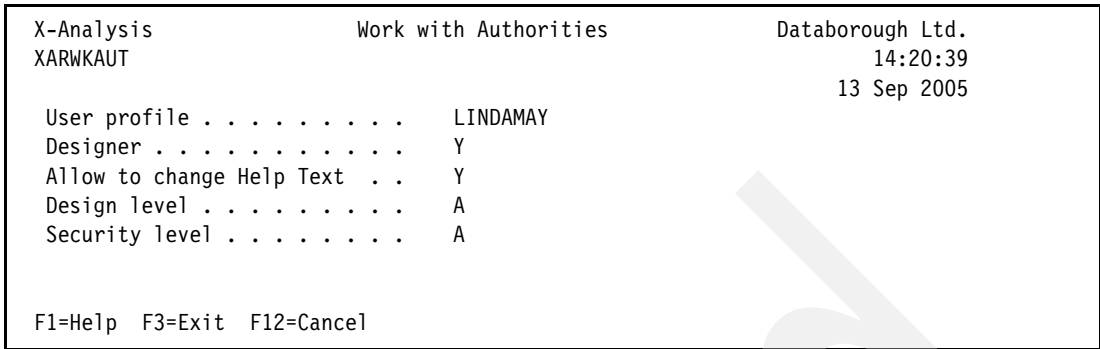 X-Analysis Work with Authorities Databorough Ltd.
XARWKAUT 14:20:39
13 Sep 2005
User profile . . . . . . . . . LINDAMAY
Designer . . . . . . . . . . . Y
Allow to change Help Text . . Y
Design level . . . . . . . . . A
Security level . . . . . . . . A
F1=Help F3=Exit F12=Cancel